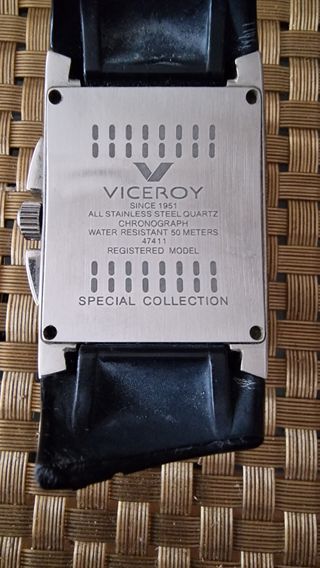 VICEROY
SINCE 1951
ALL STAINLESS STEEL QUARTZ
CHRONOGRAPH
WATER RESISTANT 50 METERS
47411
REGISTERED MODEL
SPECIAL COLLECTION